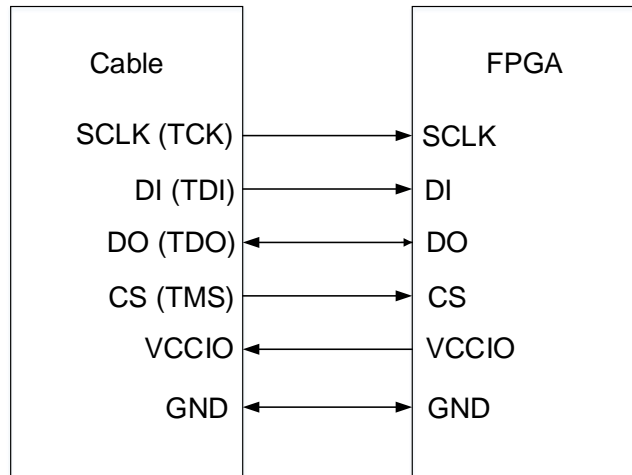 Cable FPGA
SCLK (TCK) SCLK
DI (TDI) DI
DO (TDO) DO
CS (TMS) CS
VCCIO VCCIO
GND GND